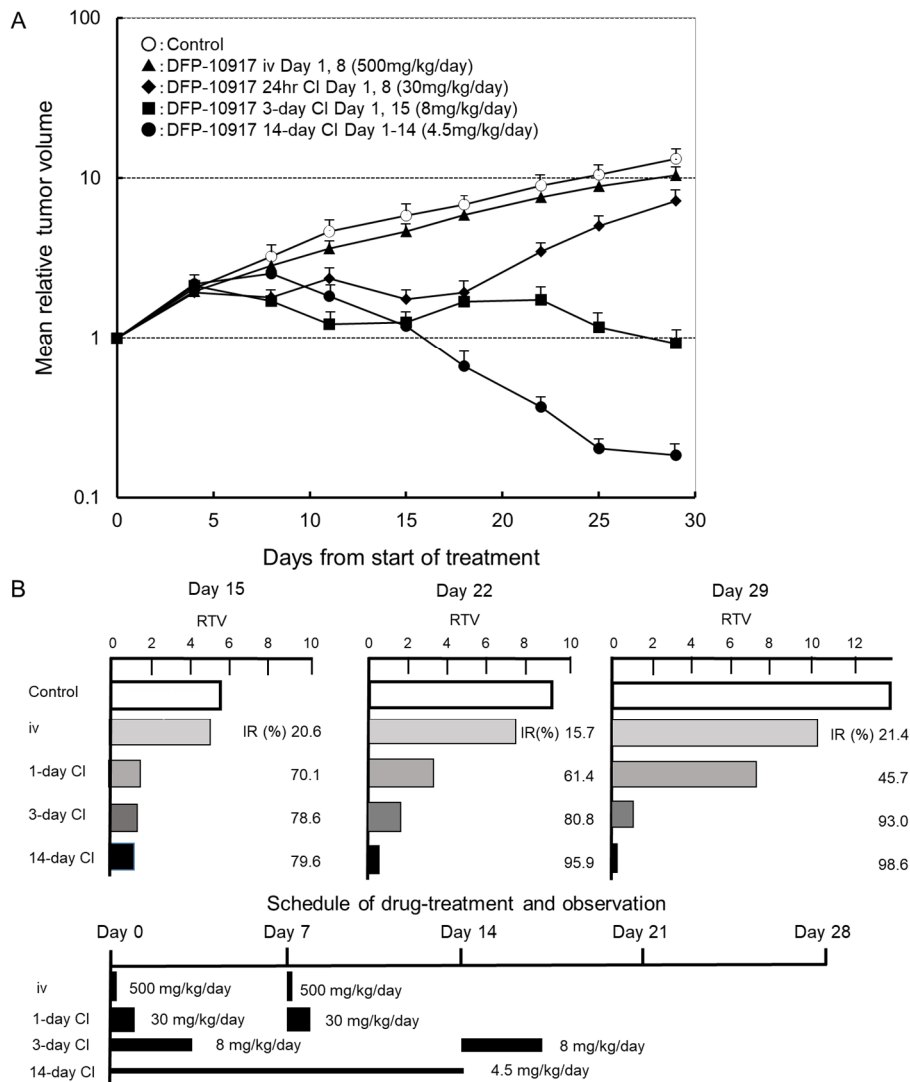 A
100
10
1
0.1
Mean relative tumor volume
○: Control
▲: DFP-10917 iv Day 1, 8 (500mg/kg/day)
◆: DFP-10917 24hr CI Day 1, 8 (30mg/kg/day)
■: DFP-10917 3-day CI Day 1, 15 (8mg/kg/day)
●: DFP-10917 14-day CI Day 1-14 (4.5mg/kg/day)
0 5 10 15 20 25 30
Days from start of treatment
B
Day 15 Day 22 Day 29
RTV RTV RTV
0 2 4 6 8 10 0 2 4 6 8 10 0 2 4 6 8 10 12
Control
iv IR (%) 20.6 IR(%) 15.7 IR (%) 21.4
1-day CI 70.1 61.4 45.7
3-day CI 78.6 80.8 93.0
14-day CI 79.6 95.9 98.6
Schedule of drug-treatment and observation
Day 0 Day 7 Day 14 Day 21 Day 28
iv 500 mg/kg/day 500 mg/kg/day
1-day CI 30 mg/kg/day 30 mg/kg/day
3-day CI 8 mg/kg/day 8 mg/kg/day
14-day CI 4.5 mg/kg/day